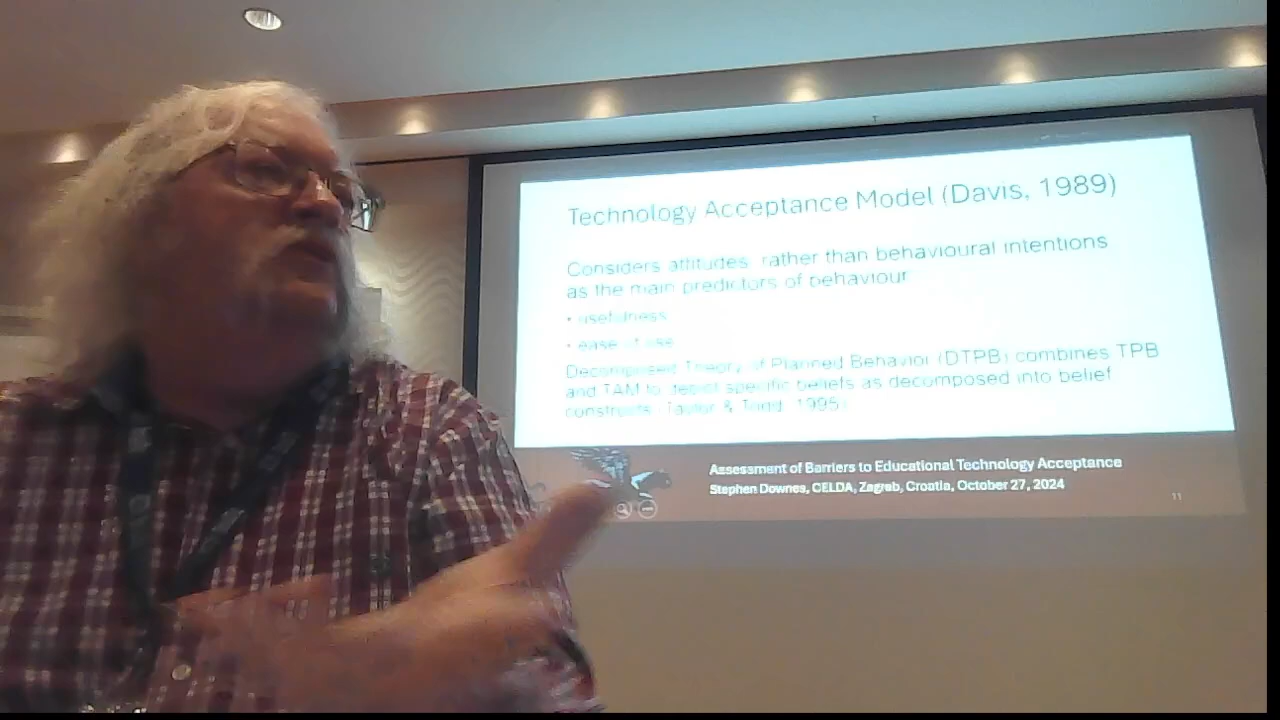 Technology Acceptance Model (Davis, 1989)
Considers attitudes, rather than behavioural intentions
as the main predictors of behaviour
• usefulness
• ease of use
Decomposed Theory of Planned Behavior (DTPB) combines TPB
and TAM to depict specific beliefs as decomposed into belief
constructs (Taylor & Todd, 1995)
Assessment of Barriers to Educational Technology Acceptance
Stephen Downes, CELDA, Zagreb, Croatia, October 27, 2024
11